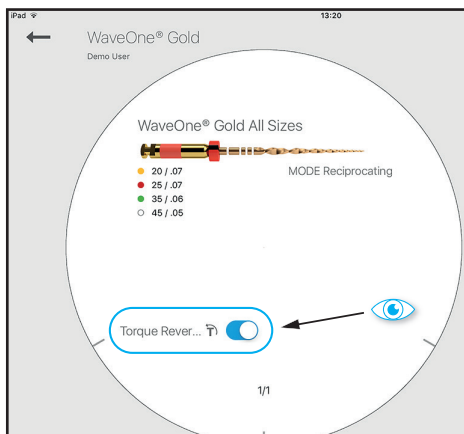 iPad 13:20
WaveOne® Gold
Demo User
WaveOne® Gold All Sizes
MODE Reciprocating
20 / .07
25 / .07
35 / .06
45 / .05
Torque Rever...
1/1